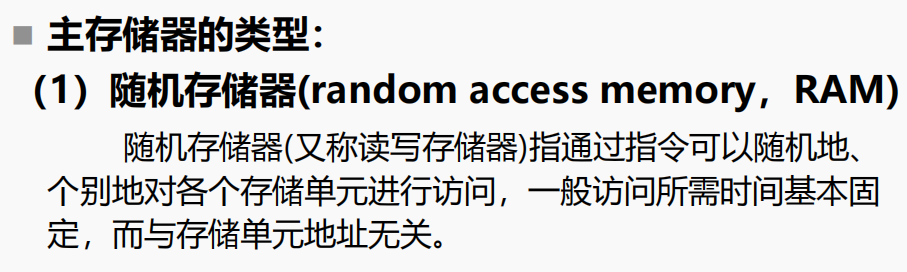 ■ 主存储器的类型：
（1）随机存储器(random access memory，RAM)
随机存储器(又称读写存储器)指通过指令可以随机地、
个别地对各个存储单元进行访问，一般访问所需时间基本固
定，而与存储单元地址无关。